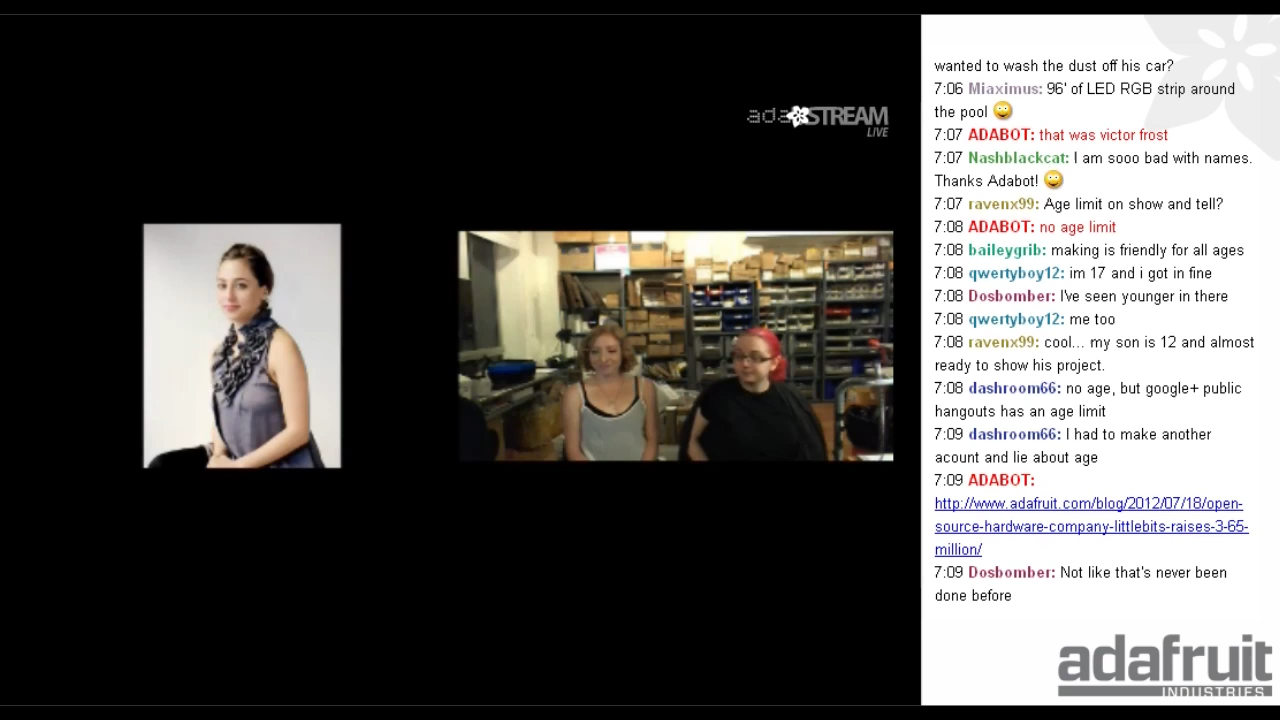 ada STREAM
LIVE
wanted to wash the dust off his car?
7:06 Miaximus: 96' of LED RGB strip around
the pool
7:07 ADABOT: that was victor frost
7:07 Nashblackcat: I am sooo bad with names.
Thanks Adabot!
7:07 ravenx99: Age limit on show and tell?
7:08 ADABOT: no age limit
7:08 baileygrib: making is friendly for all ages
7:08 qwertyboy12: im 17 and i got in fine
7:08 Dosbomber: I've seen younger in there
7:08 qwertyboy12: me too
7:08 ravenx99: cool... my son is 12 and almost
ready to show his project.
7:08 dashroom66: no age, but google+ public
hangouts has an age limit
7:09 dashroom66: I had to make another
acount and lie about age
7:09 ADABOT:
http://www.adafruit.com/blog/2012/07/18/open-
source-hardware-company-littlebits-raises-3-65-
million/
7:09 Dosbomber: Not like that's never been
done before
adafruit
INDUSTRIES